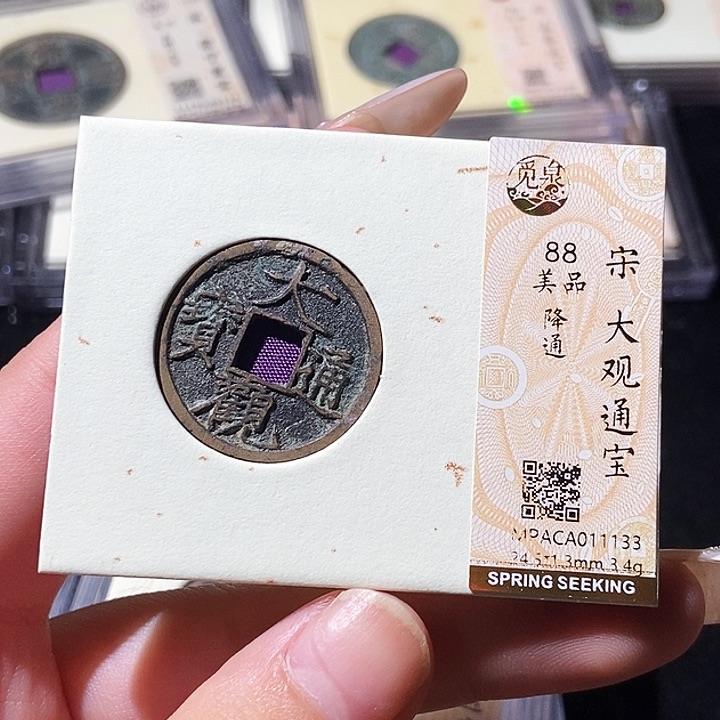 大觀通寶
觅泉
宋 大观通宝
88
美品
降通
MPACA011133
24.5*1.3mm 3.4g
SPRING SEEKING